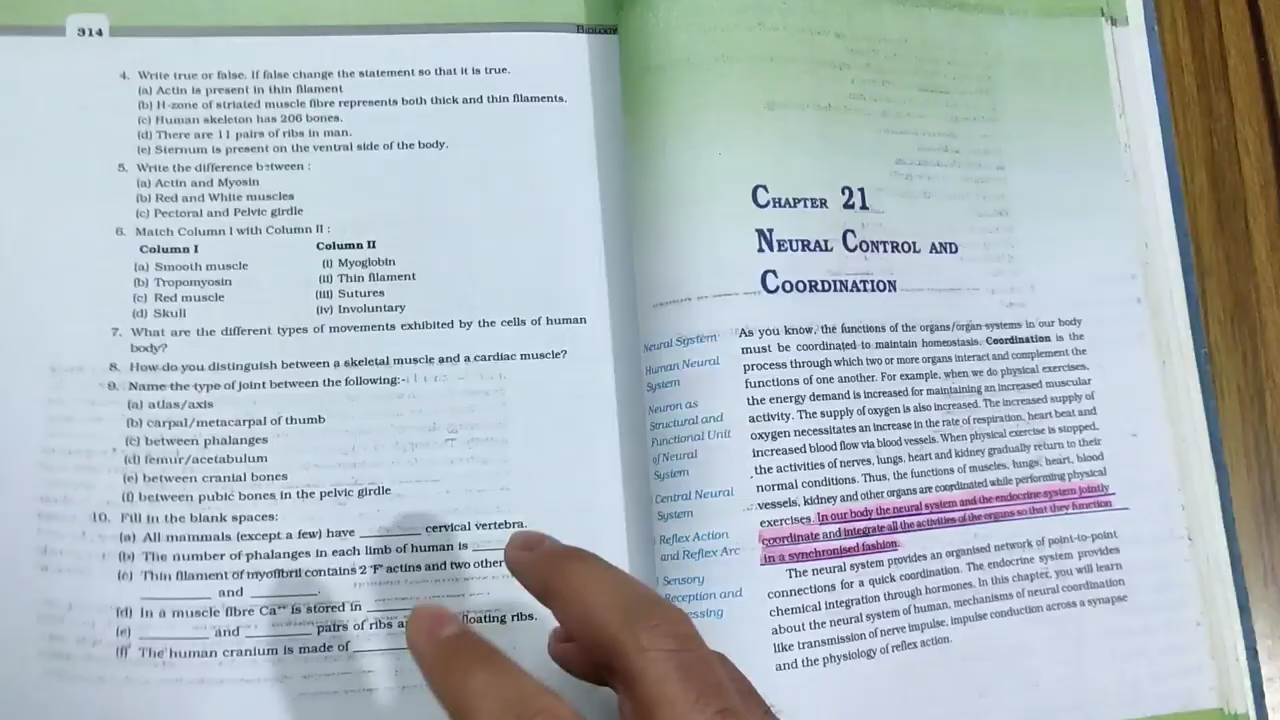 314
BIOLOGY
4. Write true or false. If false change the statement so that it is true.
(a) Actin is present in thin filament
(b) H-zone of striated muscle fibre represents both thick and thin filaments.
(c) Human skeleton has 206 bones.
(d) There are 11 pairs of ribs in man.
(e) Sternum is present on the ventral side of the body.
5. Write the difference between :
(a) Actin and Myosin
(b) Red and White muscles
(c) Pectoral and Pelvic girdle
6. Match Column I with Column II :
Column I Column II
(a) Smooth muscle (i) Myoglobin
(b) Tropomyosin (ii) Thin filament
(c) Red muscle (iii) Sutures
(d) Skull (iv) Involuntary
7. What are the different types of movements exhibited by the cells of human
body?
8. How do you distinguish between a skeletal muscle and a cardiac muscle?
9. Name the type of joint between the following:-
(a) atlas/axis
(b) carpal/metacarpal of thumb
(c) between phalanges
(d) femur/acetabulum
(e) between cranial bones
(f) between pubic bones in the pelvic girdle
10. Fill in the blank spaces:
(a) All mammals (except a few) have ________ cervical vertebra.
(b) The number of phalanges in each limb of human is ____
(c) Thin filament of myofibril contains 2 'F' actins and two other
________ and ________.
(d) In a muscle fibre Ca++ is stored in ________
(e) ________ and ________ pairs of ribs a floating ribs.
(f) The human cranium is made of ________
CHAPTER 21
NEURAL CONTROL AND
COORDINATION
Neural System
Human Neural
System
Neuron as
Structural and
Functional Unit
of Neural
System
Central Neural
System
Reflex Action
and Reflex Arc
Sensory
Reception and
As you know, the functions of the organs/organ systems in our body
must be coordinated to maintain homeostasis. Coordination is the
process through which two or more organs interact and complement the
functions of one another. For example, when we do physical exercises,
the energy demand is increased for maintaining an increased muscular
activity. The supply of oxygen is also increased. The increased supply of
oxygen necessitates an increase in the rate of respiration, heart beat and
increased blood flow via blood vessels. When physical exercise is stopped,
the activities of nerves, lungs, heart and kidney gradually return to their
normal conditions. Thus, the functions of muscles, lungs, heart, blood
vessels, kidney and other organs are coordinated while performing physical
exercises. In our body the neural system and the endocrine system jointly
coordinate and integrate all the activities of the organs so that they function
in a synchronised fashion.
The neural system provides an organised network of point-to-point
connections for a quick coordination. The endocrine system provides
chemical integration through hormones. In this chapter, you will learn
about the neural system of human, mechanisms of neural coordination
like transmission of nerve impulse, impulse conduction across a synapse
and the physiology of reflex action.